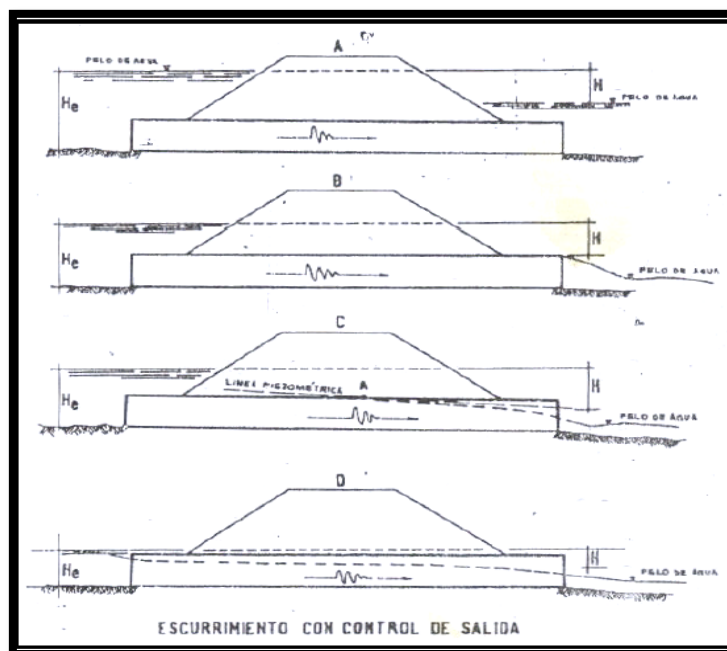 A
PELO DE AGUA
H
PELO DE AGUA
He
B
H
He
PELO DE AGUA
C
LINEA PIEZOMÉTRICA A
H
He
PELO DE AGUA
D
H
He
PELO DE AGUA
ESCURRIMIENTO CON CONTROL DE SALIDA